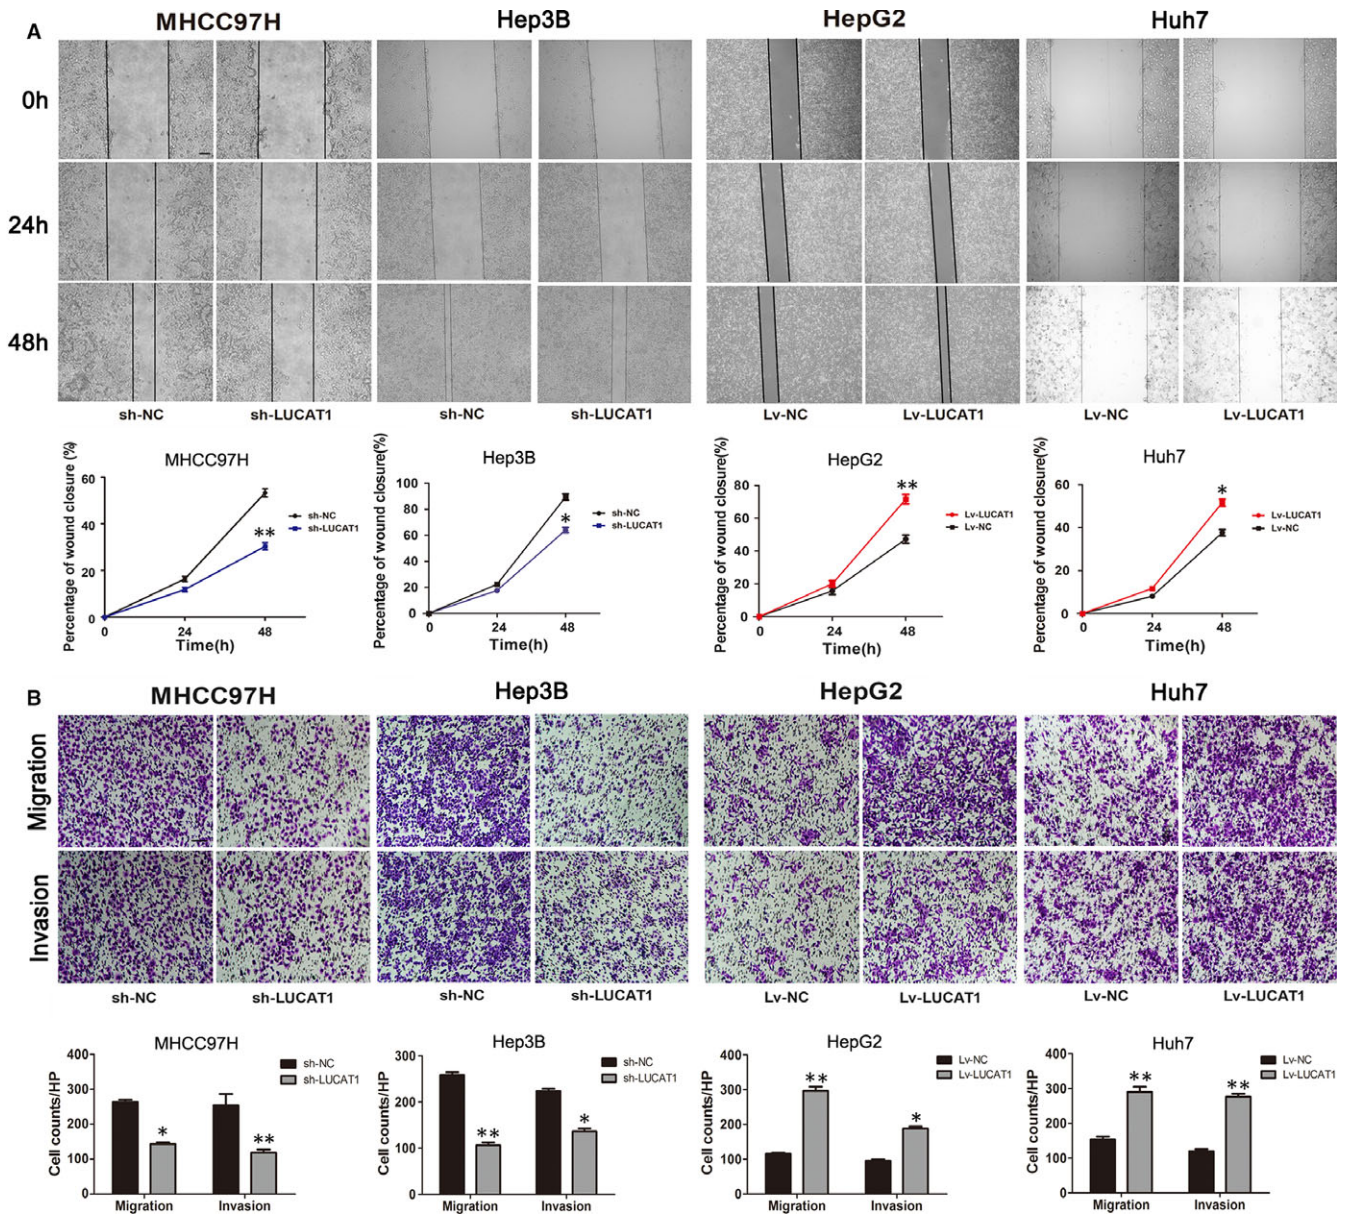 A
MHCC97H Hep3B HepG2 Huh7
0h
24h
48h
sh-NC sh-LUCAT1 sh-NC sh-LUCAT1 Lv-NC Lv-LUCAT1 Lv-NC Lv-LUCAT1
MHCC97H
Percentage of wound closure (%)
60
40
20
0
0 24 48
Time(h)
sh-NC
sh-LUCAT1
**
Hep3B
Percentage of wound closure(%)
100
80
60
40
20
0
0 24 48
Time(h)
sh-NC
sh-LUCAT1
*
HepG2
Percentage of wound closure(%)
80
60
40
20
0
0 24 48
Time(h)
Lv-LUCAT1
Lv-NC
**
Huh7
Percentage of wound closure(%)
60
40
20
0
0 24 48
Time(h)
Lv-LUCAT1
Lv-NC
*
B
MHCC97H Hep3B HepG2 Huh7
Migration
Invasion
sh-NC sh-LUCAT1 sh-NC sh-LUCAT1 Lv-NC Lv-LUCAT1 Lv-NC Lv-LUCAT1
MHCC97H
Cell counts/HP
400
300
200
100
0
sh-NC
sh-LUCAT1
* **
Migration Invasion
Hep3B
Cell counts/HP
300
200
100
0
sh-NC
sh-LUCAT1
** *
Migration Invasion
HepG2
Cell counts/HP
400
300
200
100
0
Lv-NC
Lv-LUCAT1
** *
Migration Invasion
Huh7
Cell counts/HP
400
300
200
100
0
Lv-NC
Lv-LUCAT1
** **
Migration Invasion